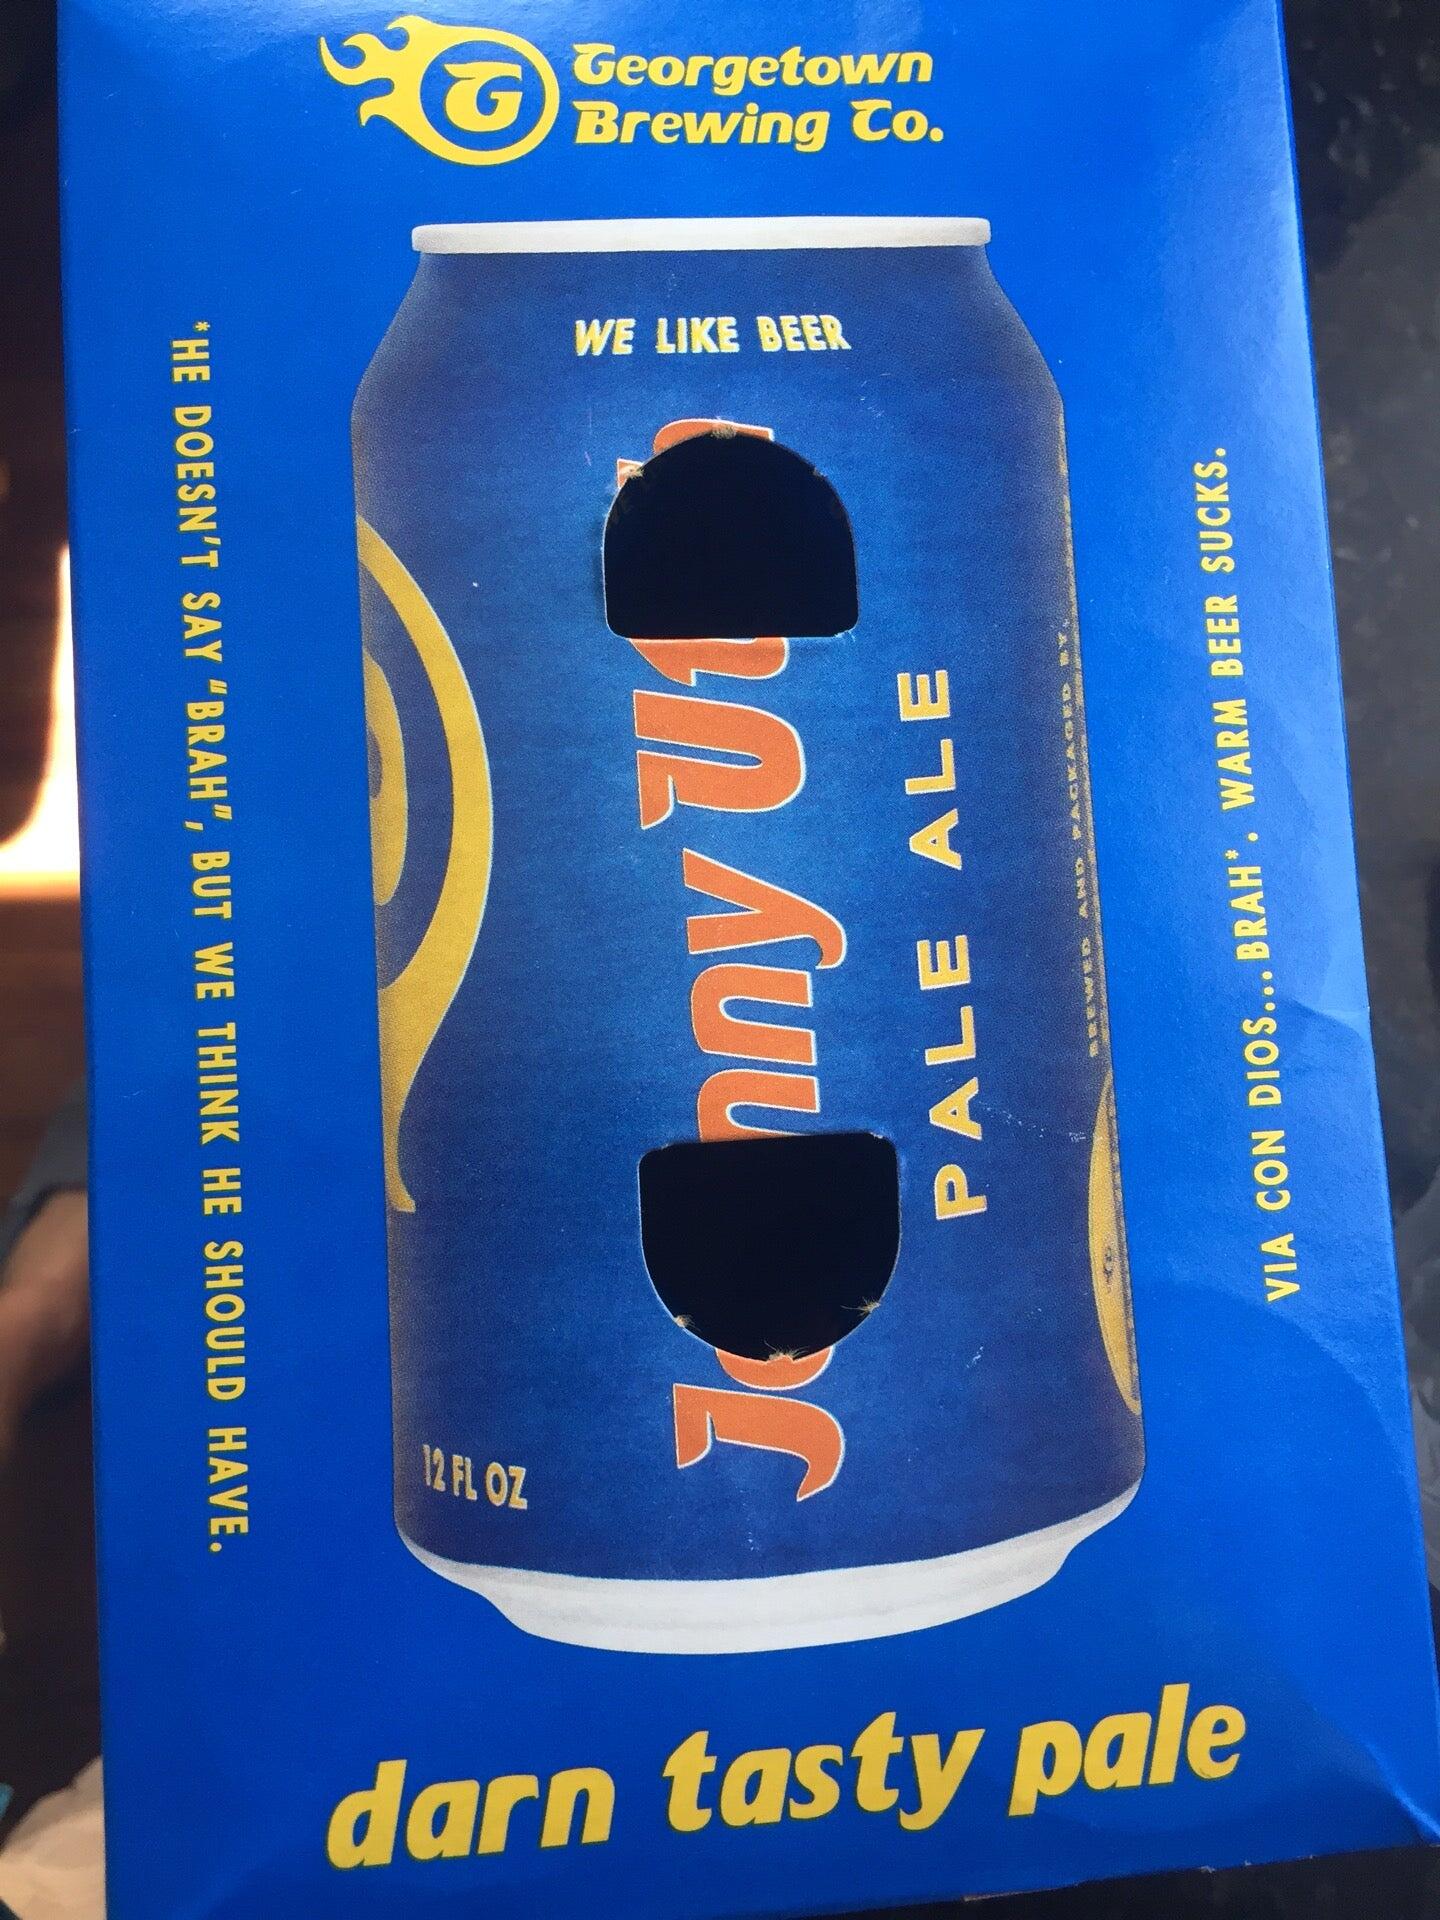 Georgetown
Brewing Co.
WE LIKE BEER
*HE DOESN'T SAY "BRAH", BUT WE THINK HE SHOULD HAVE.
PALE ALE
BREWED AND PACKAGED BY
VIA CON DIOS...BRAH*. WARM BEER SUCKS.
12 FL OZ
darn tasty pale